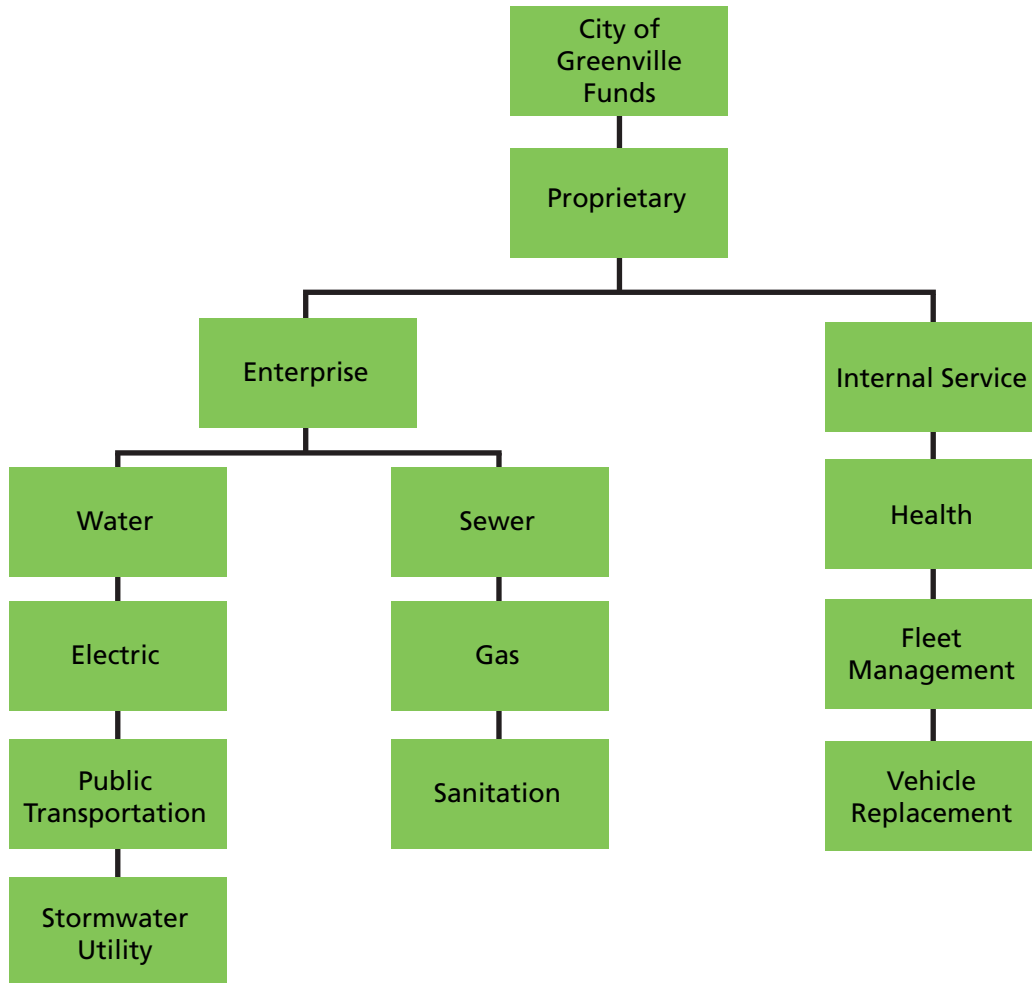 City of
Greenville
Funds
Proprietary
Enterprise
Internal Service
Water
Sewer
Health
Electric
Gas
Fleet
Management
Public
Transportation
Sanitation
Vehicle
Replacement
Stormwater
Utility